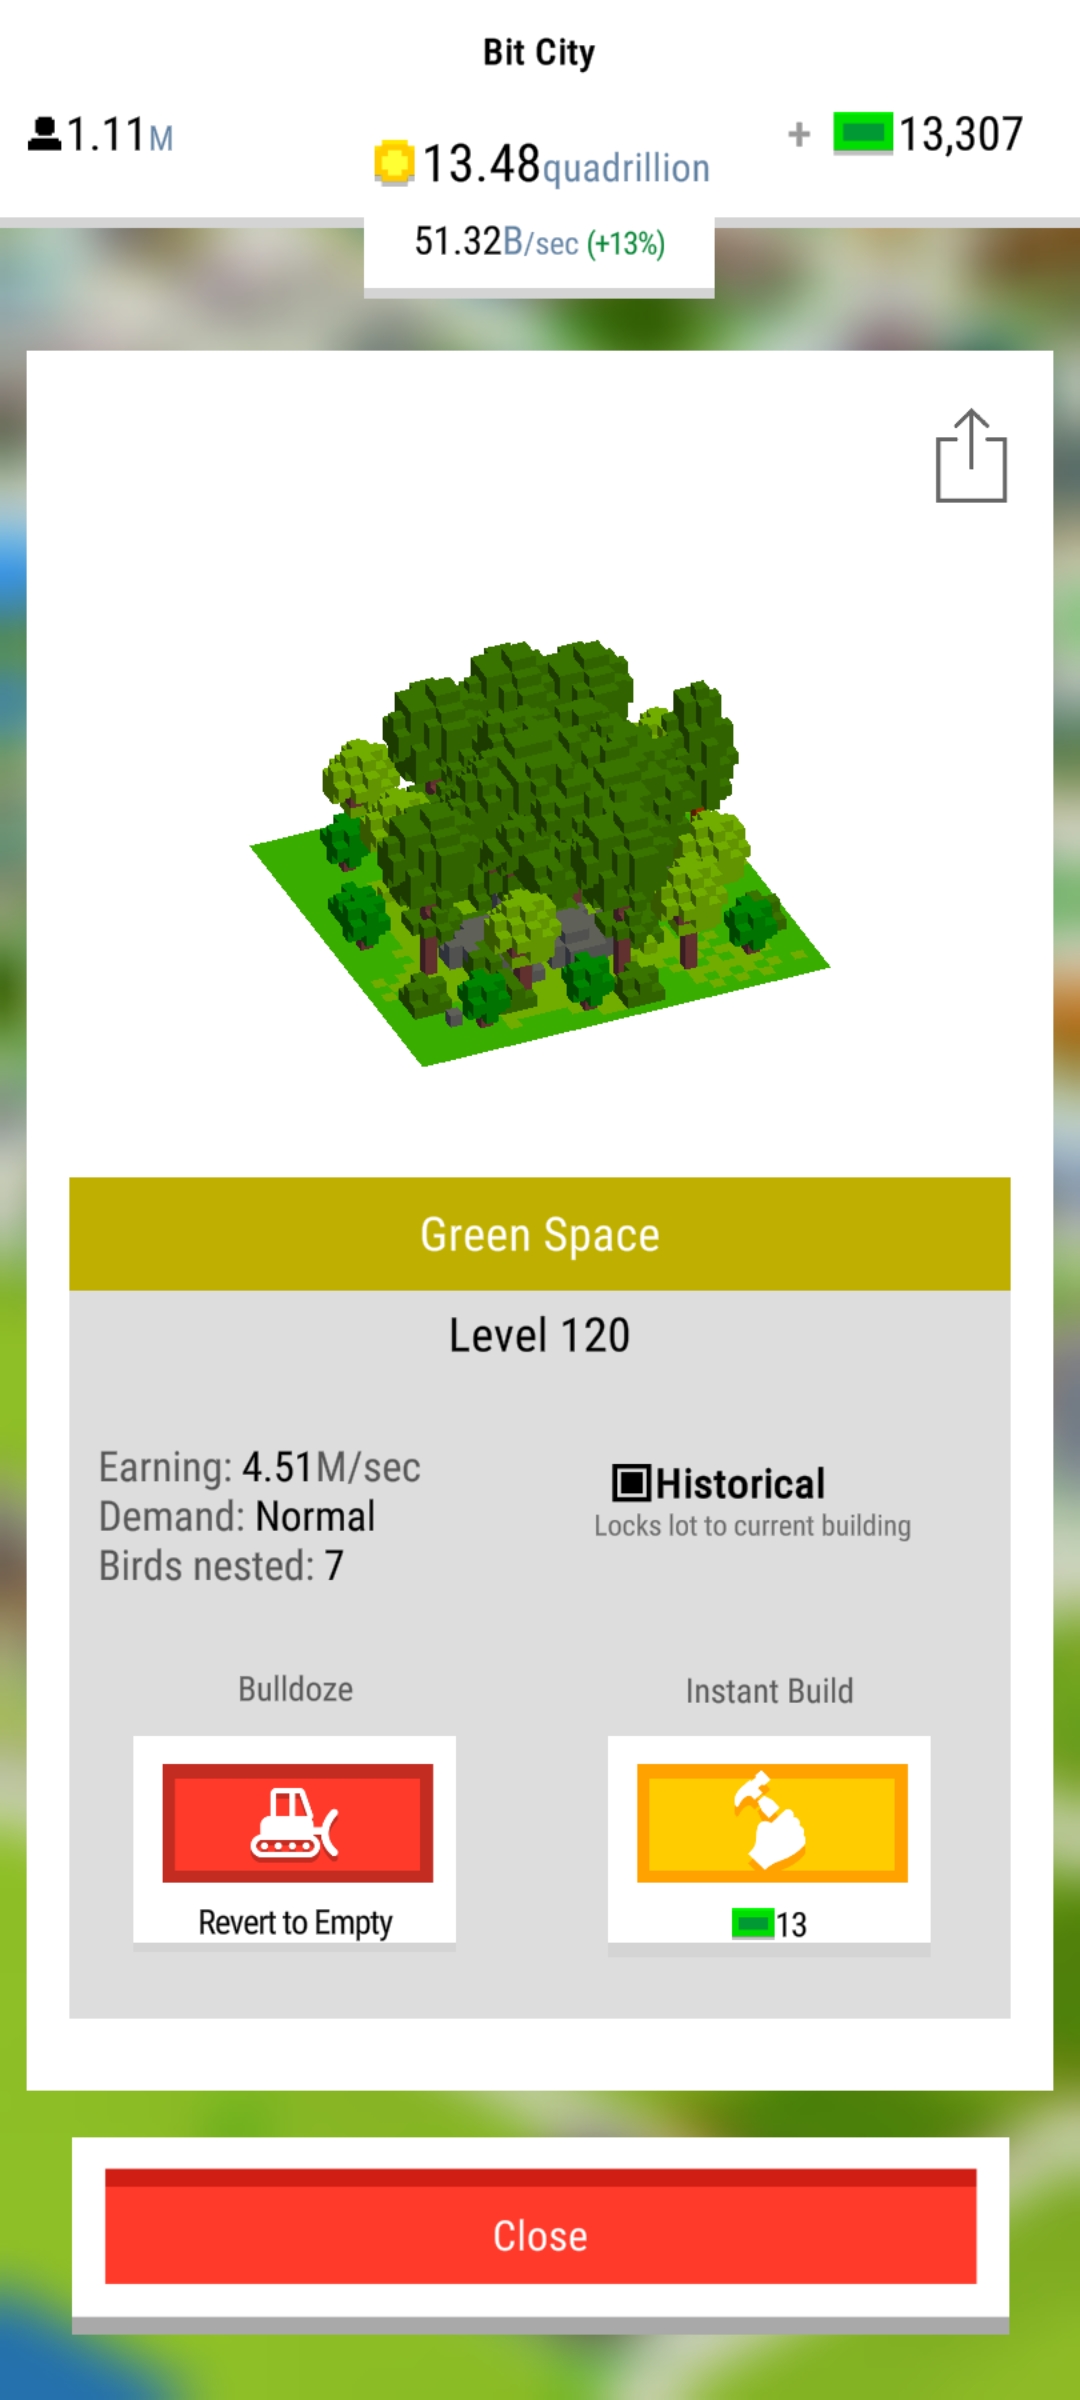 Bit City
1.11M
13.48quadrillion
+ 13,307
51.32B/sec (+13%)
Green Space
Level 120
Earning: 4.51M/sec
Demand: Normal
Birds nested: 7
Historical
Locks lot to current building
Bulldoze
Revert to Empty
Instant Build
13
Close